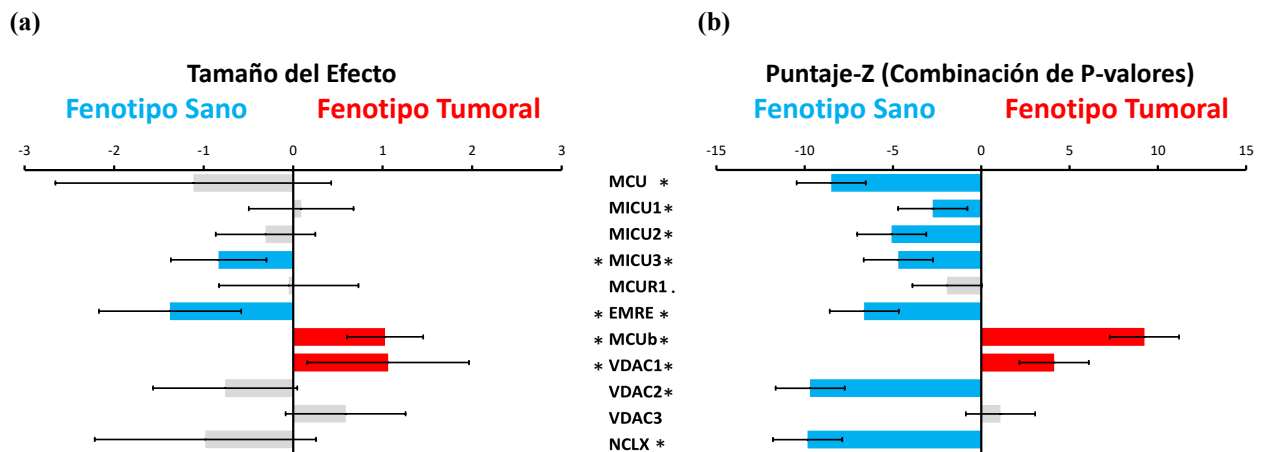 (a) (b)
Tamaño del Efecto Puntaje-Z (Combinación de P-valores)
Fenotipo Sano Fenotipo Tumoral Fenotipo Sano Fenotipo Tumoral
-3 -2 -1 0 1 2 3 -15 -10 -5 0 5 10 15
MCU *
MICU1 *
MICU2 *
* MICU3 *
MCUR1 .
* EMRE *
* MCUb *
* VDAC1 *
VDAC2 *
VDAC3
NCLX *